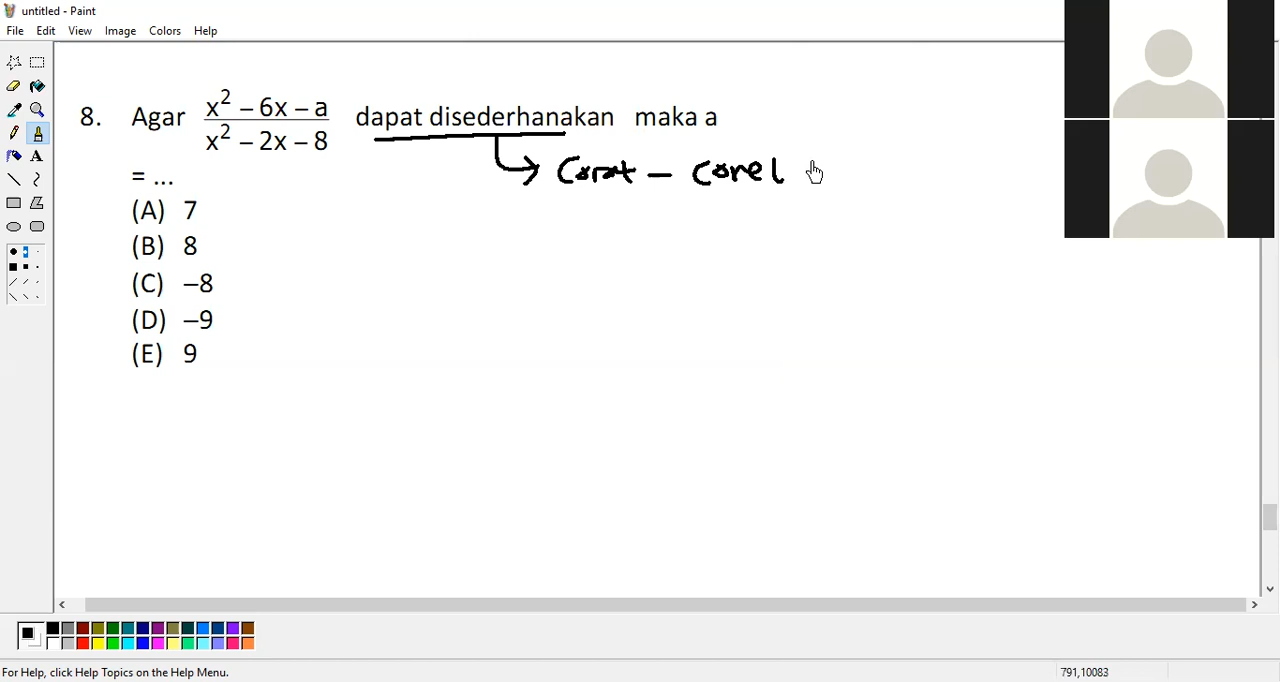 untitled - Paint
File Edit View Image Colors Help
8. Agar x² – 6x – a / x² – 2x – 8 dapat disederhanakan maka a
= ...
Corat – Coret
(A) 7
(B) 8
(C) –8
(D) –9
(E) 9
For Help, click Help Topics on the Help Menu.
791,10083